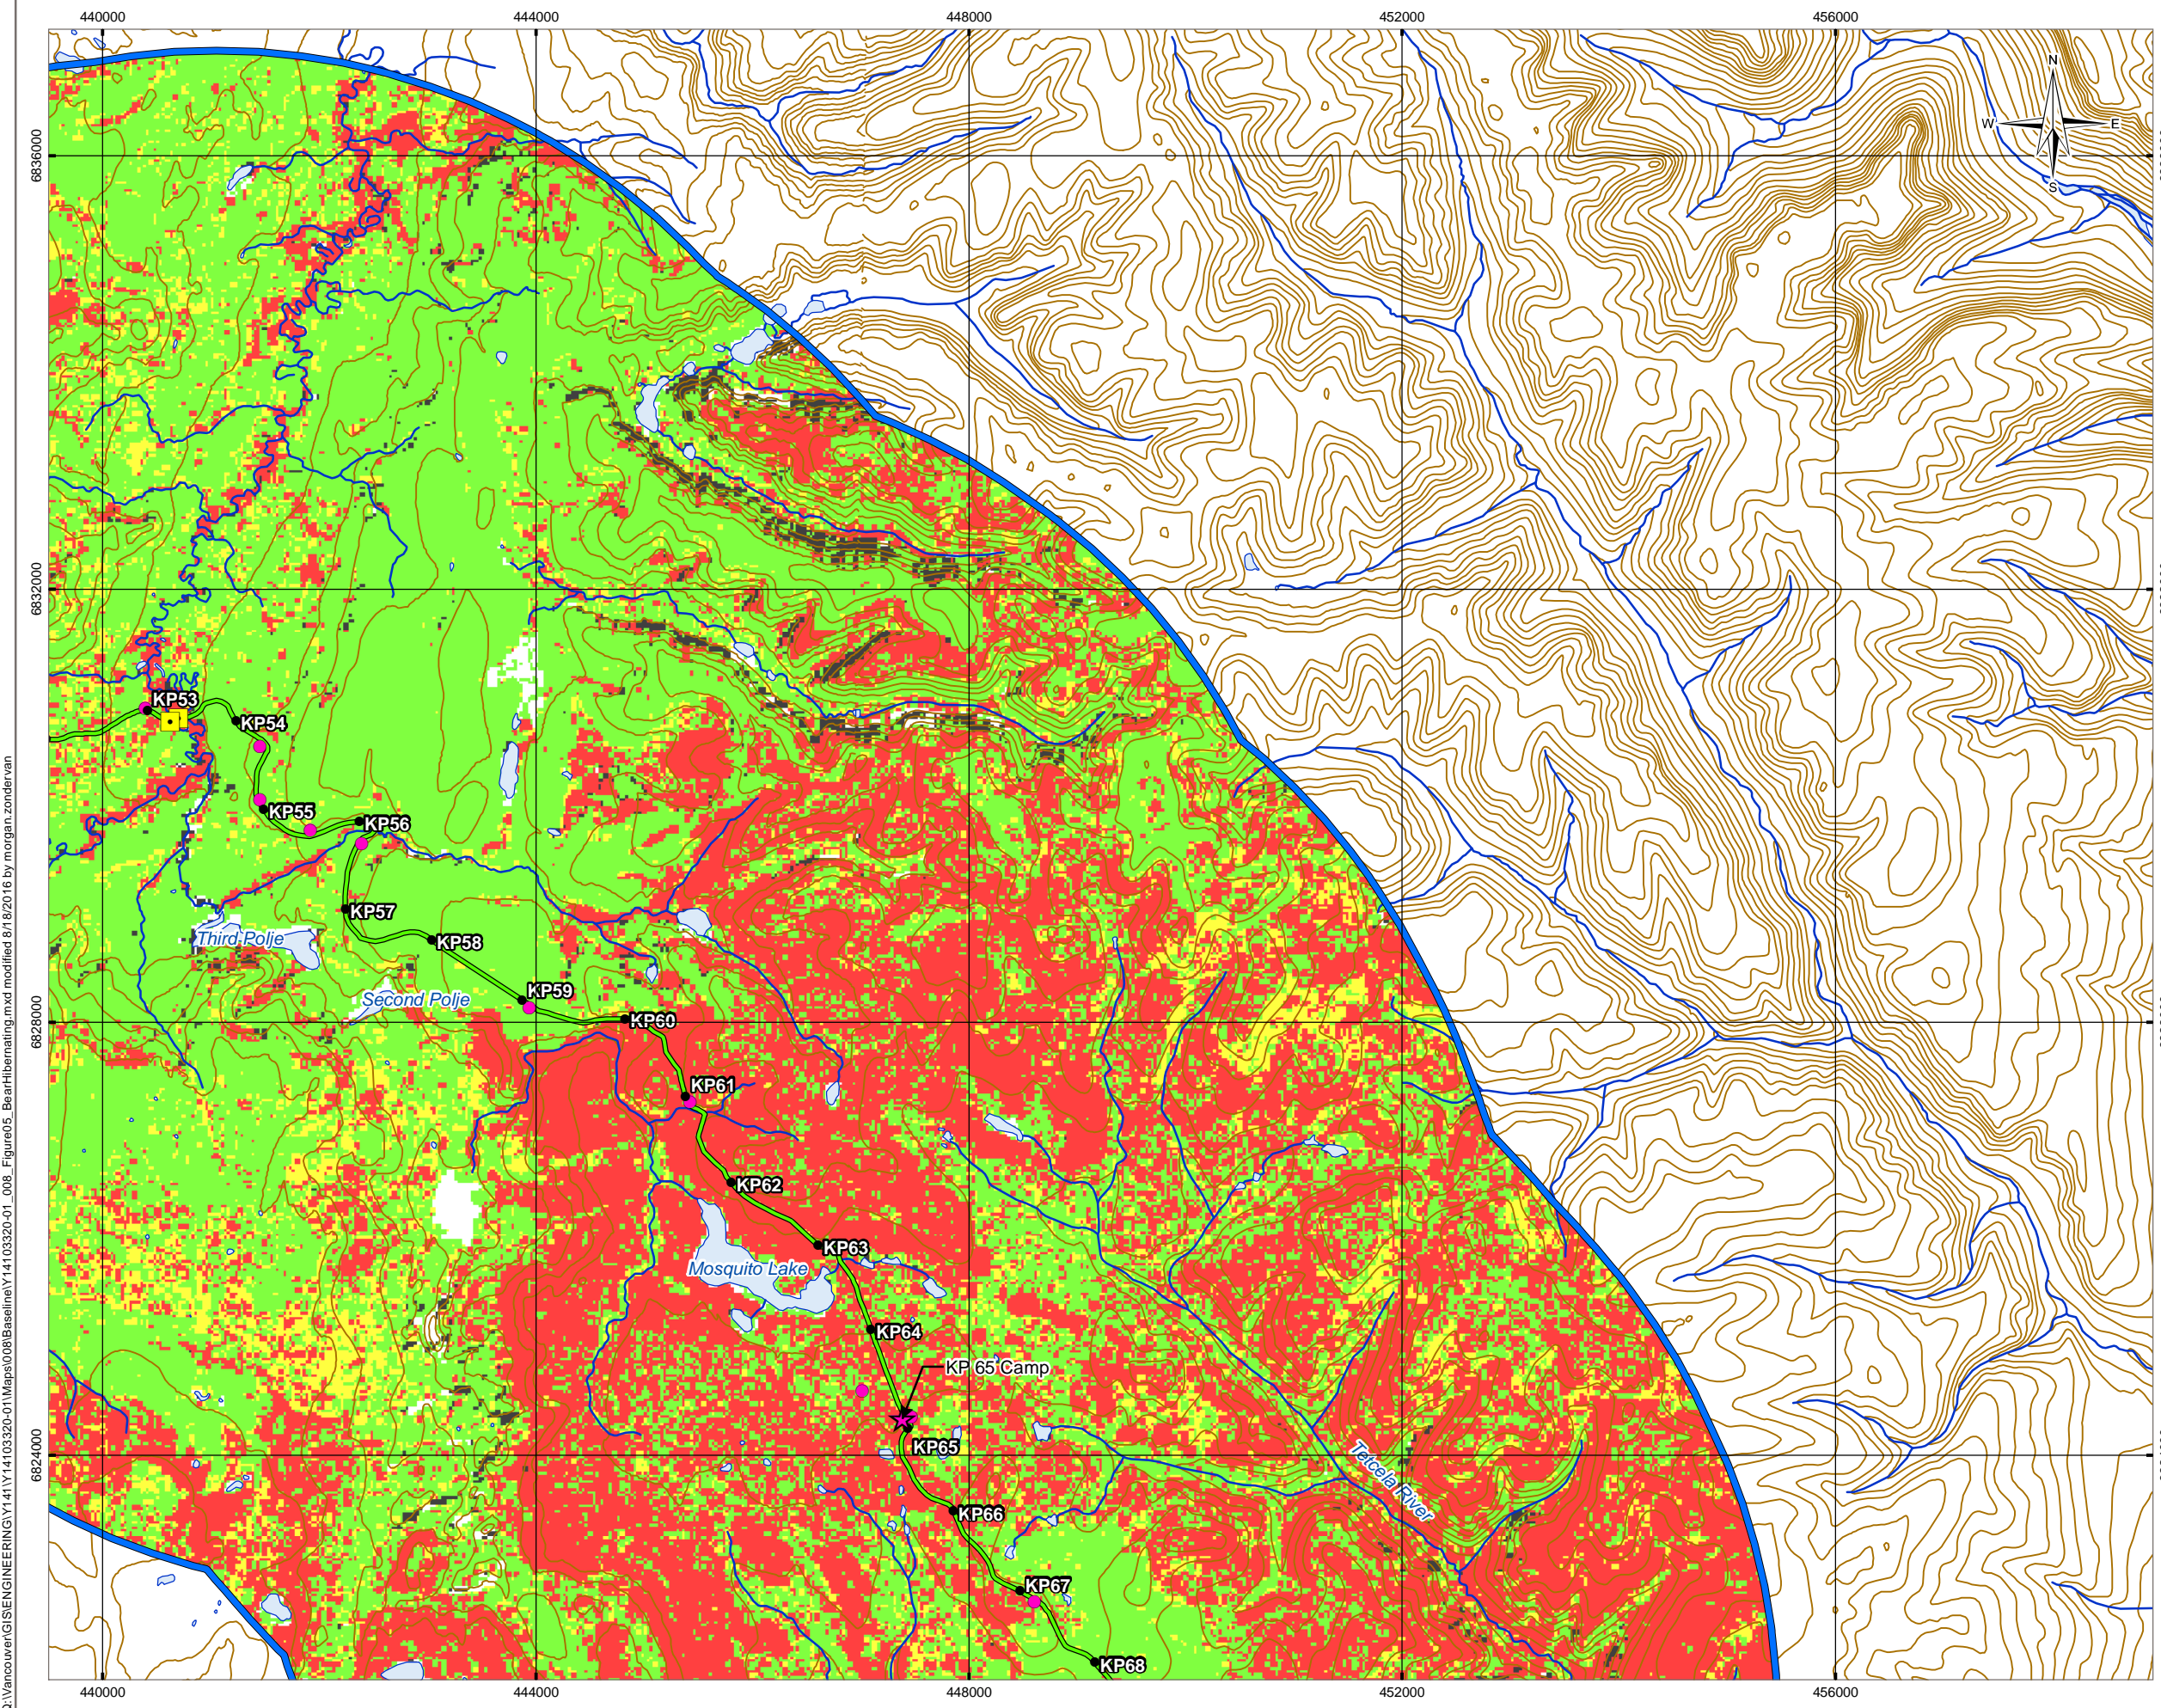 440000
444000
448000
452000
456000
N
W
E
S
6836000
6832000
KP53
KP54
KP55
KP56
KP57
Third Polje
KP58
Second Polje
KP59
KP60
6828000
KP61
KP62
KP63
Mosquito Lake
KP64
KP 65 Camp
KP65
6824000
Tetcela River
KP66
KP67
KP68
440000
444000
448000
452000
456000
Q:\Vancouver\GIS\ENGINEERING\Y141\Y14103320-01\Maps\008\Baseline\Y14103320-01_008_Figure05_BearHibernating.mxd modified 8/18/2016 by morgan.zondervan